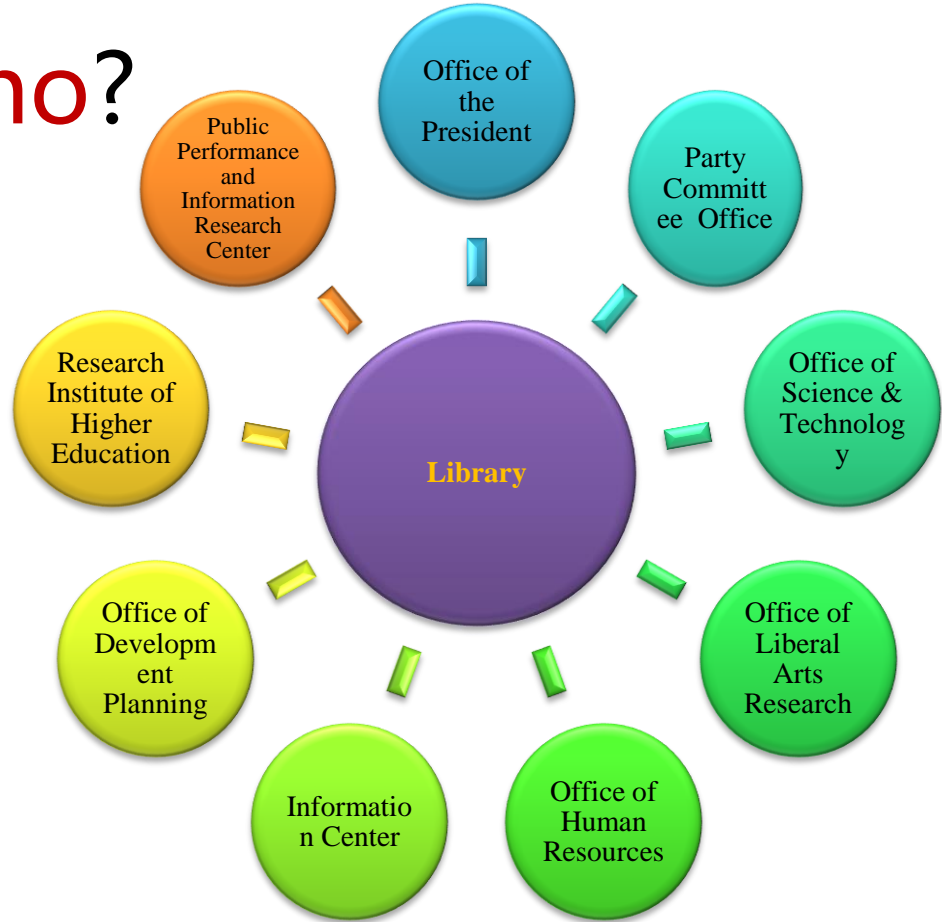 ho?
Office of
the
President
Party
Committ
ee Office
Office of
Science &
Technolog
y
Office of
Liberal
Arts
Research
Office of
Human
Resources
Informatio
n Center
Office of
Developm
ent
Planning
Research
Institute of
Higher
Education
Public
Performance
and
Information
Research
Center
Library